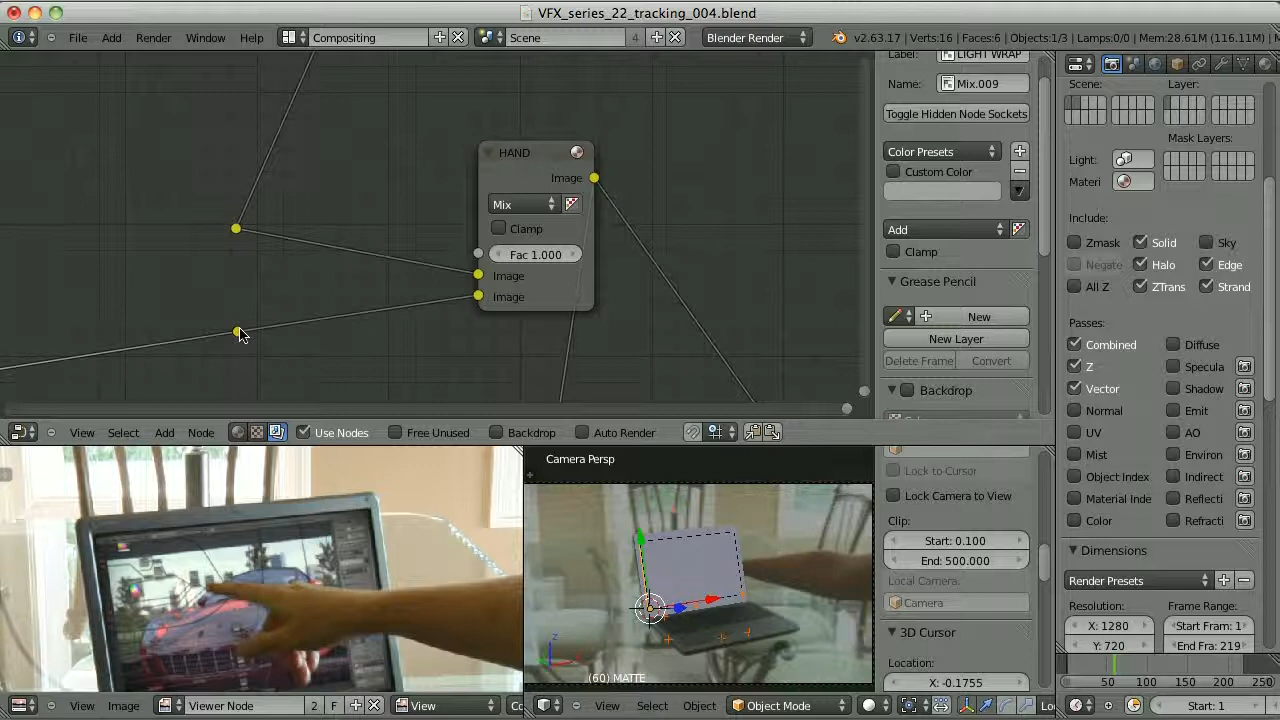 VFX_series_22_tracking_004.blend
File Add Render Window Help Compositing Scene 4 Blender Render v2.63.17 | Verts:16 | Faces:6 | Objects:1/3 | Lamps:0/0 | Mem:28.61M (116.11M) |
Label: LIGHT WRAP
Name: Mix.009
Toggle Hidden Node Sockets
Color Presets
Custom Color
Add
Clamp
Grease Pencil
New
New Layer
Delete Frame Convert
Backdrop
HAND
Image
Mix
Clamp
Fac 1.000
Image
Image
View Select Add Node Use Nodes Free Unused Backdrop Auto Render
Scene: Layer:
Mask Layers:
Light:
Materi
Include:
Zmask Solid Sky
Negate Halo Edge
All Z ZTrans Strand
Passes:
Combined Diffuse
Z Specula
Vector Shadow
Normal Emit
UV AO
Mist Environ
Object Index Indirect
Material Inde Reflecti
Color Refracti
Dimensions
Render Presets
Resolution: Frame Range:
X: 1280 Start Fram: 1
Y: 720 End Fra: 219
50 100 150 200 250
Start: 1
Camera Persp
(60) MATTE
Lock to Cursor
Lock Camera to View
Clip:
Start: 0.100
End: 500.000
Local Camera:
Camera
3D Cursor
Location:
X: -0.1755
View Image Viewer Node 2 F View
View Select Object Object Mode Lo